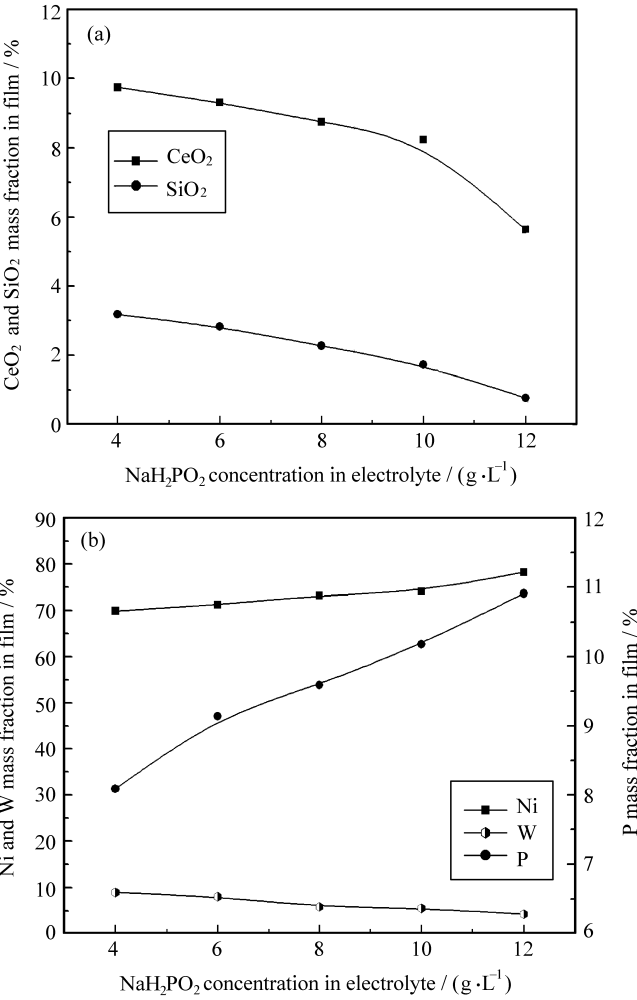 (a)
CeO2 and SiO2 mass fraction in film / %
12
10
8
6
4
2
0
CeO2
SiO2
4 6 8 10 12
NaH2PO2 concentration in electrolyte / (g·L-1)
(b)
Ni and W mass fraction in film / %
90
80
70
60
50
40
30
20
10
0
P mass fraction in film / %
12
11
10
9
8
7
6
Ni
W
P
4 6 8 10 12
NaH2PO2 concentration in electrolyte / (g·L-1)